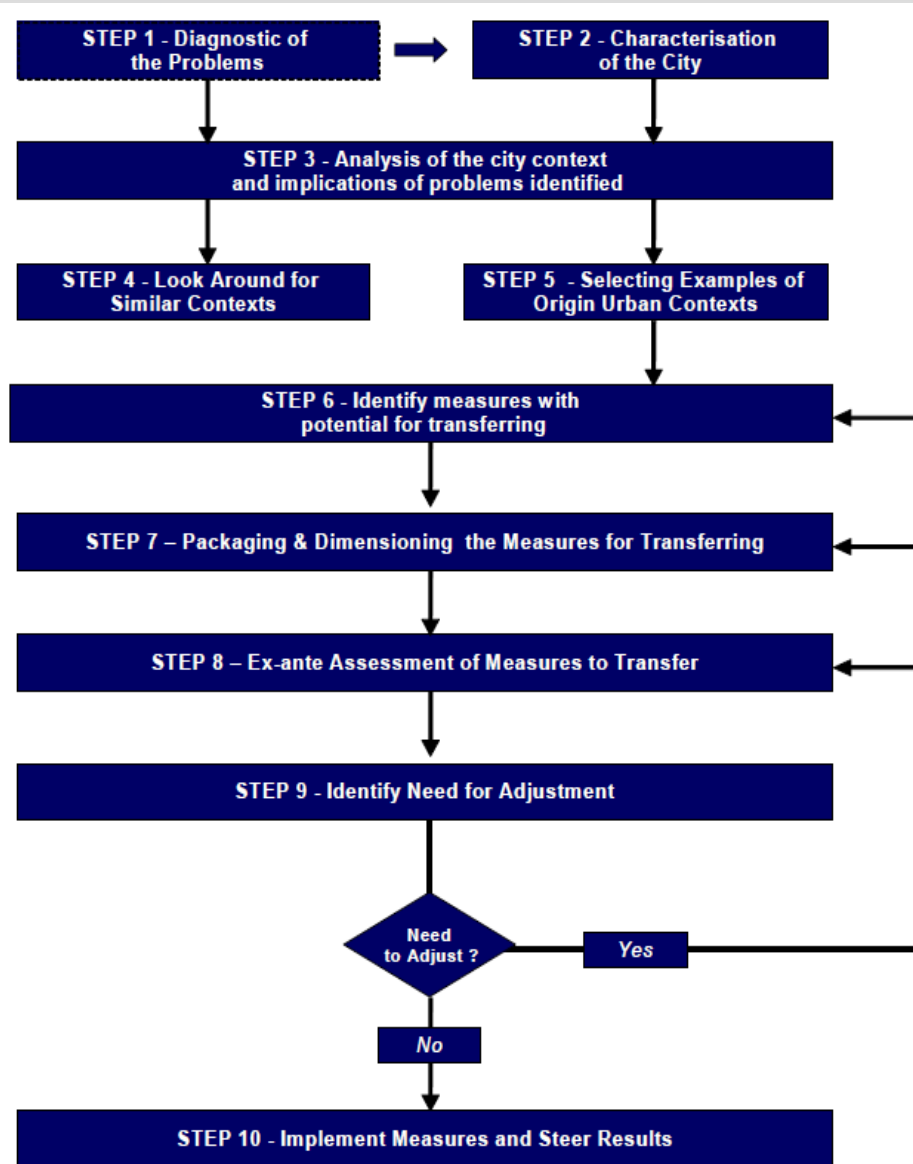 STEP 1 - Diagnostic of
the Problems
STEP 2 - Characterisation
of the City
STEP 3 - Analysis of the city context
and implications of problems identified
STEP 4 - Look Around for
Similar Contexts
STEP 5 - Selecting Examples of
Origin Urban Contexts
STEP 6 - Identify measures with
potential for transferring
STEP 7 – Packaging & Dimensioning the Measures for Transferring
STEP 8 – Ex-ante Assessment of Measures to Transfer
STEP 9 - Identify Need for Adjustment
Need
to Adjust ?
Yes
No
STEP 10 - Implement Measures and Steer Results